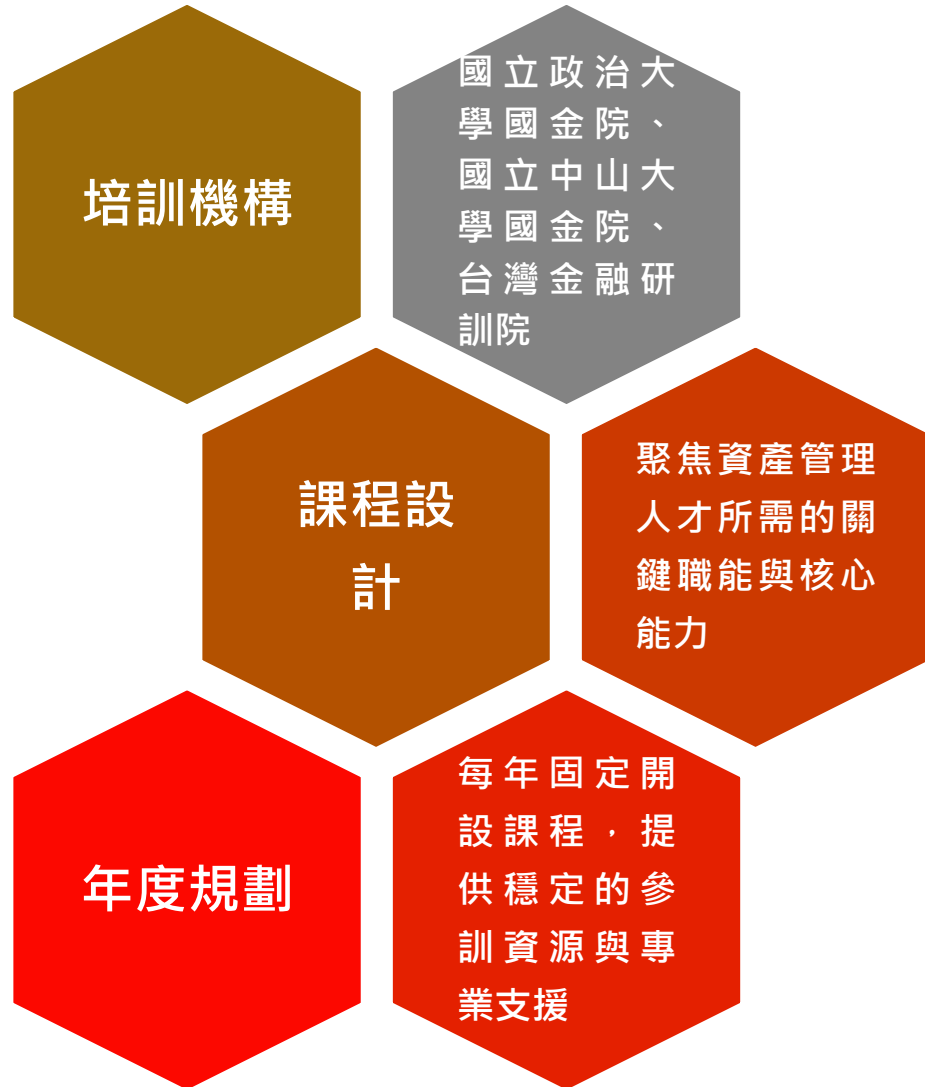 培訓機構
國立政治大
學國金院、
國立中山大
學國金院、
台灣金融研
訓院
課程設
計
聚焦資產管理
人才所需的關
鍵職能與核心
能力
年度規劃
每年固定開
設課程，提
供穩定的參
訓資源與專
業支援